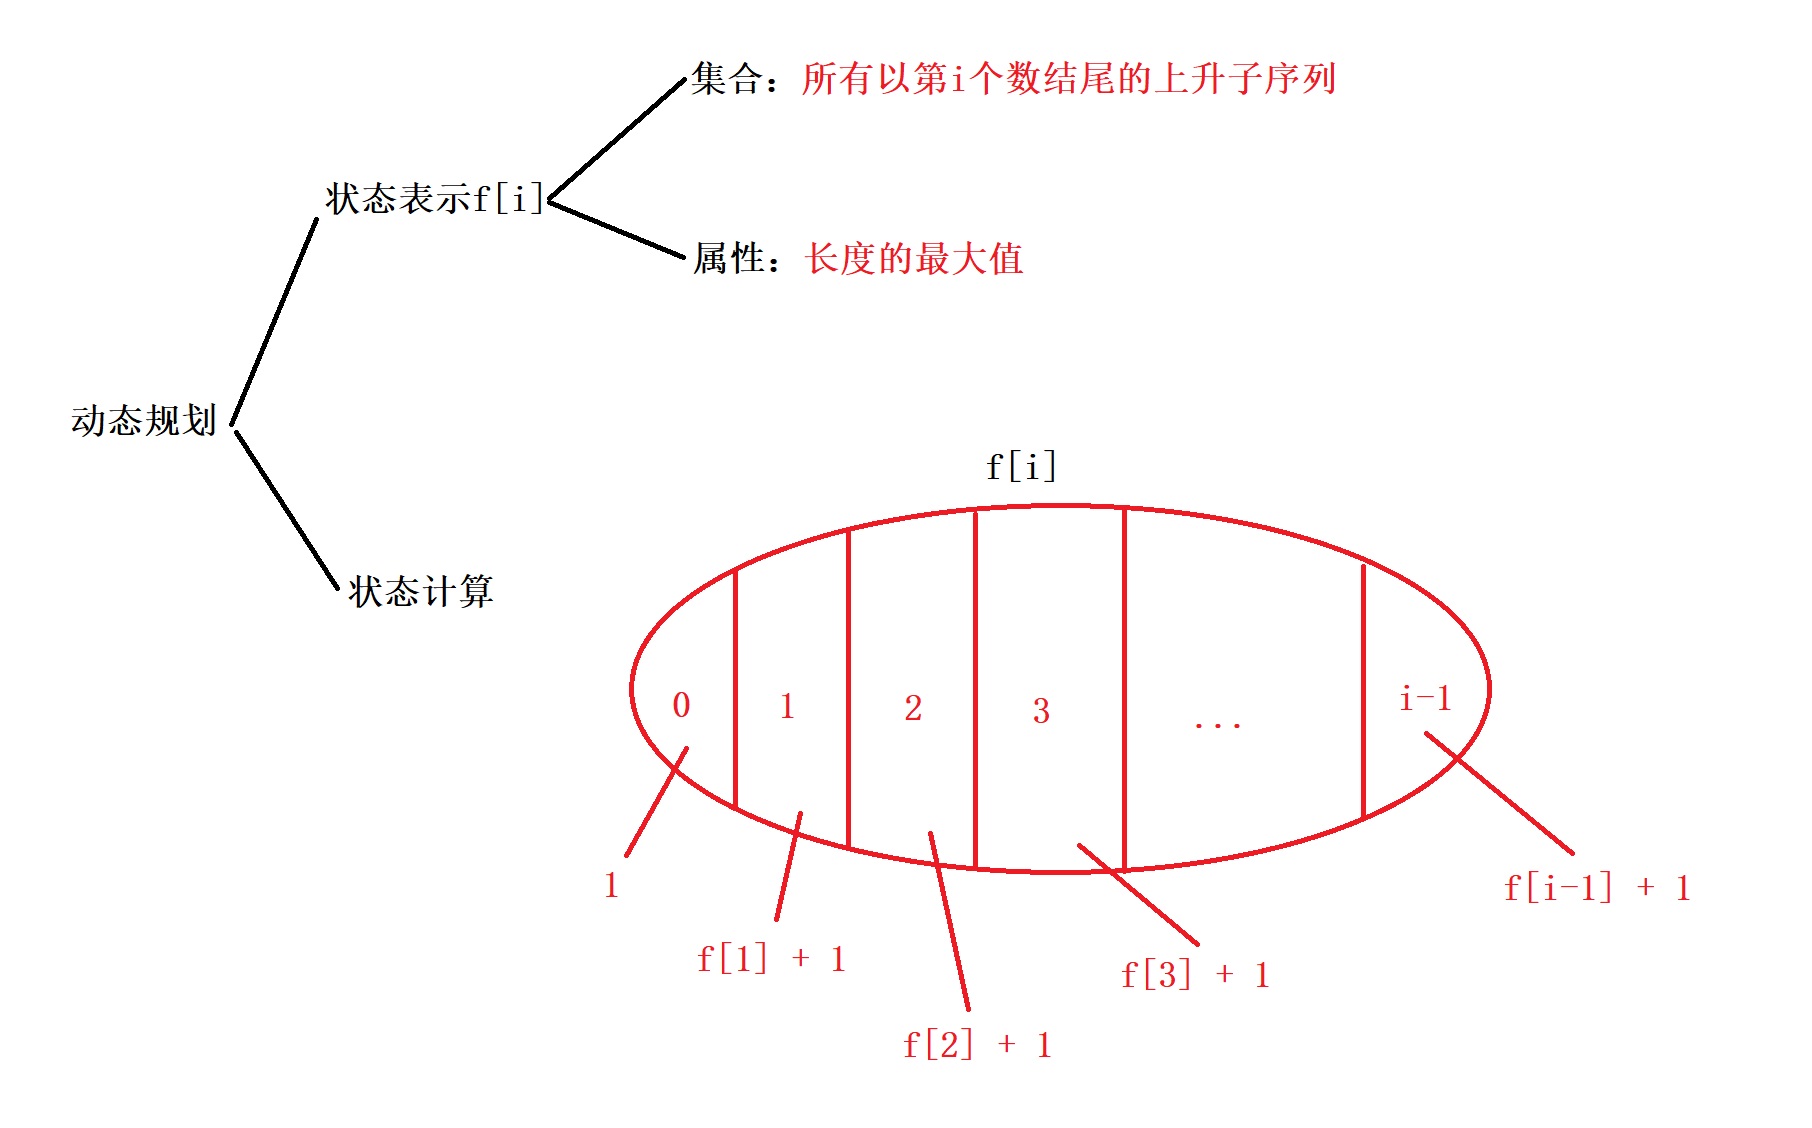 集合：所有以第i个数结尾的上升子序列
状态表示f[i]
属性：长度的最大值
动态规划
f[i]
状态计算
0
1
2
3
...
i-1
1
f[i-1] + 1
f[1] + 1
f[3] + 1
f[2] + 1